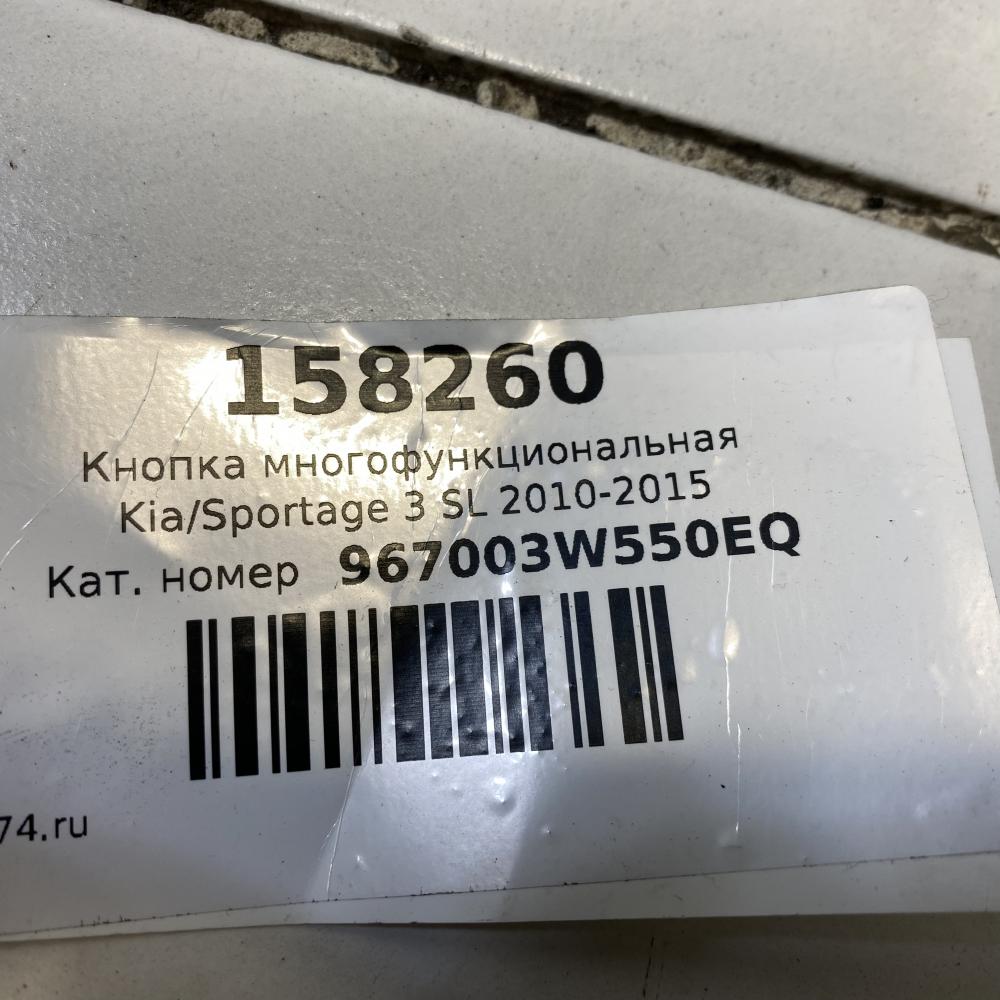 158260
Кнопка многофункциональная
Kia/Sportage 3 SL 2010-2015
Кат. номер 967003W550EQ
74.ru